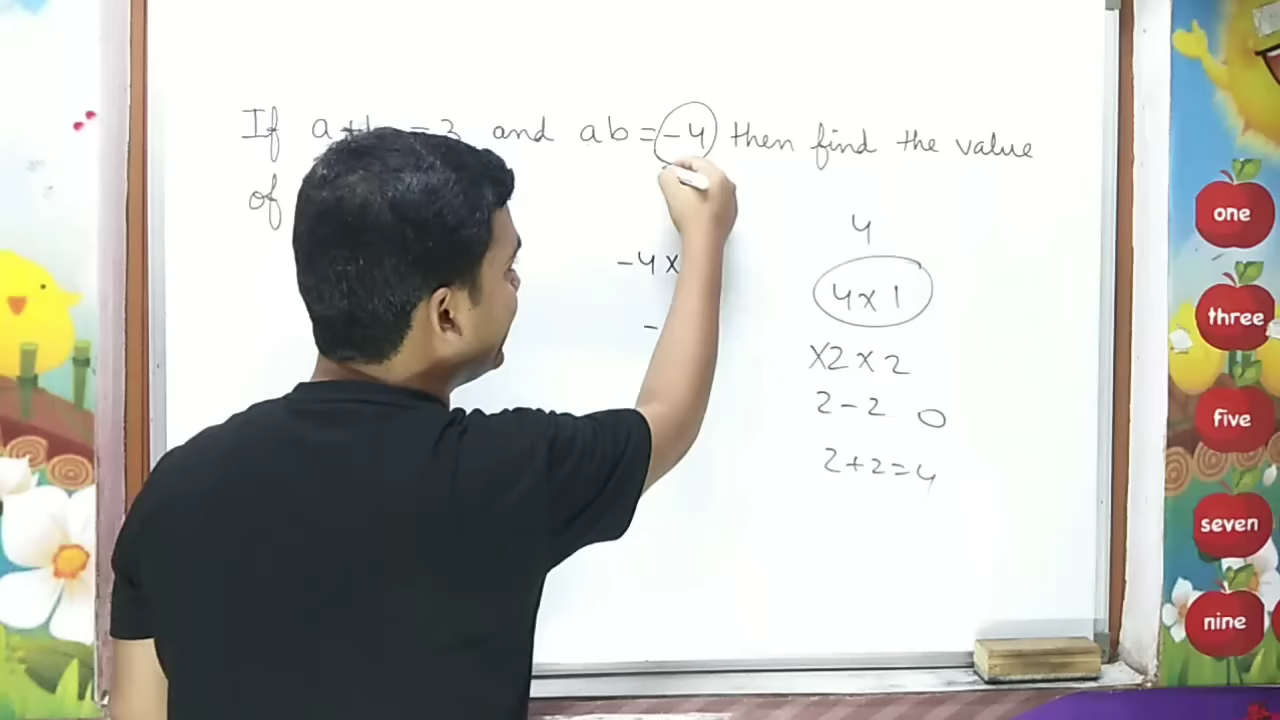 If a = 3 and ab = -4 then find the value
of
4
-4 x
4 x 1
-
x2 x 2
2 - 2 0
2 + 2 = 4
one
three
five
seven
nine